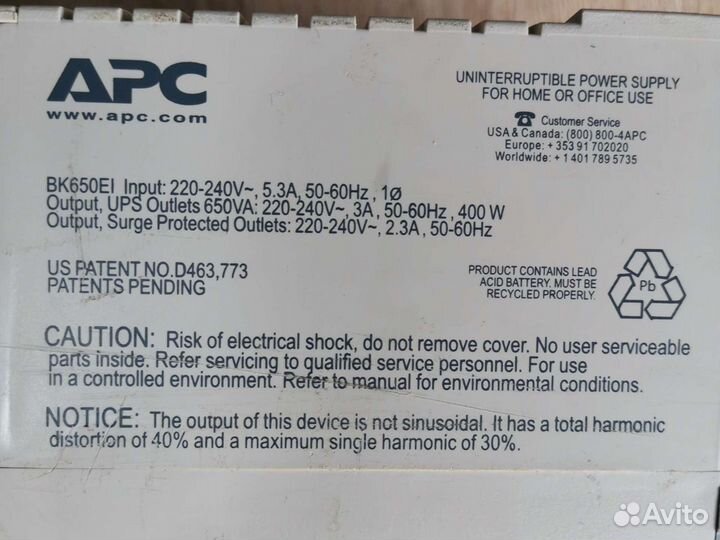 APC
www.apc.com
UNINTERRUPTIBLE POWER SUPPLY
FOR HOME OR OFFICE USE
Customer Service
USA & Canada: (800) 800-4APC
Europe: + 353 91 702020
Worldwide: + 1 401 789 5735
BK650EI Input: 220-240V~, 5.3A, 50-60Hz , 1ø
Output, UPS Outlets 650VA: 220-240V~, 3A, 50-60Hz , 400 W
Output, Surge Protected Outlets: 220-240V~, 2.3A , 50-60Hz
US PATENT NO.D463,773
PATENTS PENDING
PRODUCT CONTAINS LEAD
ACID BATTERY. MUST BE
RECYCLED PROPERLY.
Pb
CAUTION: Risk of electrical shock, do not remove cover. No user serviceable
parts inside. Refer servicing to qualified service personnel. For use
in a controlled environment. Refer to manual for environmental conditions.
NOTICE: The output of this device is not sinusoidal. It has a total harmonic
distortion of 40% and a maximum single harmonic of 30%.
Avito